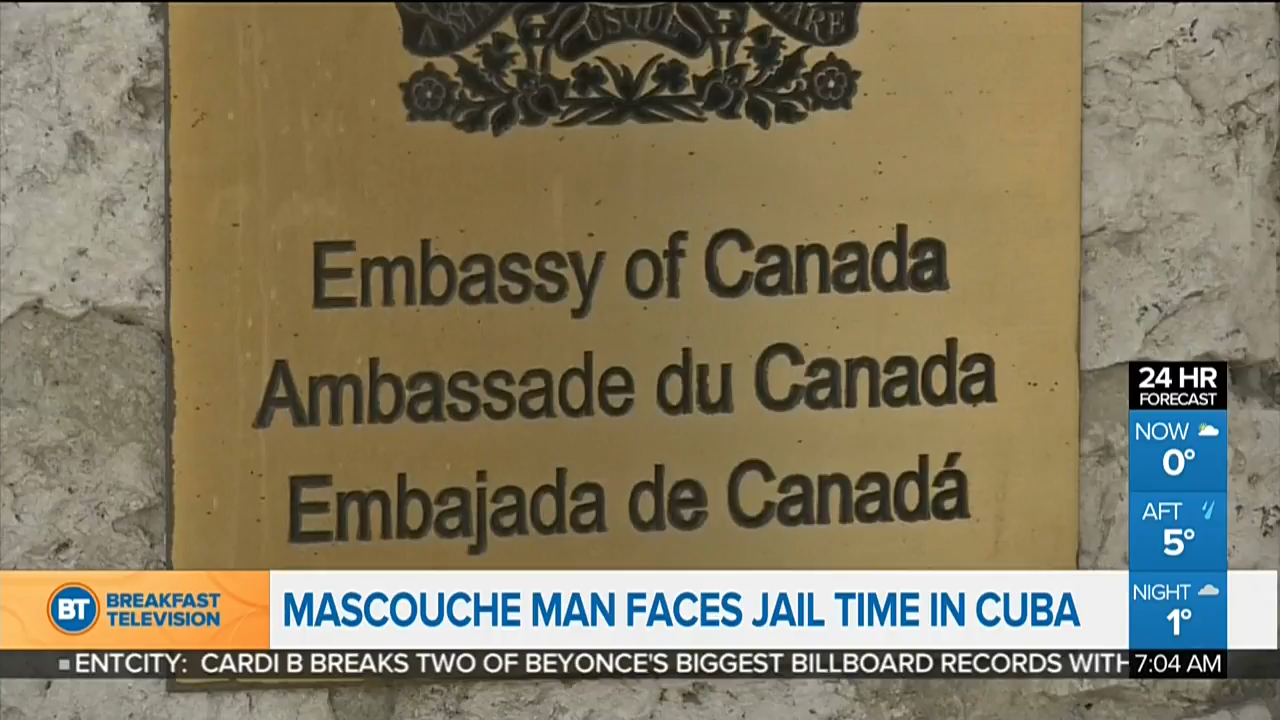 USQUE
MARE
Embassy of Canada
Ambassade du Canada
Embajada de Canadá
24 HR
FORECAST
NOW
0°
AFT
5°
NIGHT
1°
BT BREAKFAST
TELEVISION
MASCOUCHE MAN FACES JAIL TIME IN CUBA
ENTCITY: CARDI B BREAKS TWO OF BEYONCE'S BIGGEST BILLBOARD RECORDS WITH
7:04 AM